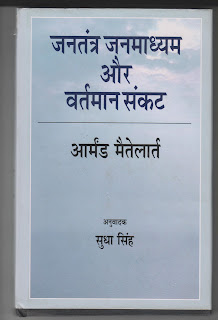 जनतंत्र जनमाध्यम
और
वर्तमान संकट
आर्मंड मैतेलार्त
अनुवादक
सुधा सिंह